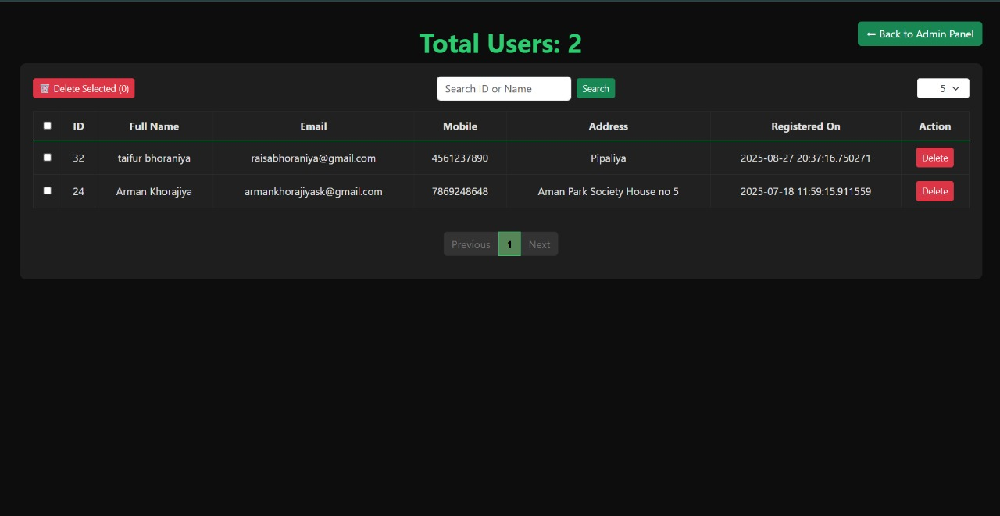 Total Users: 2
⬅ Back to Admin Panel
🗑 Delete Selected (0)
Search ID or Name
Search
5
ID Full Name Email Mobile Address Registered On Action
32 taifur bhoraniya raisabhoraniya@gmail.com 4561237890 Pipaliya 2025-08-27 20:37:16.750271 Delete
24 Arman Khorajiya armankhorajiyask@gmail.com 7869248648 Aman Park Society House no 5 2025-07-18 11:59:15.911559 Delete
Previous 1 Next